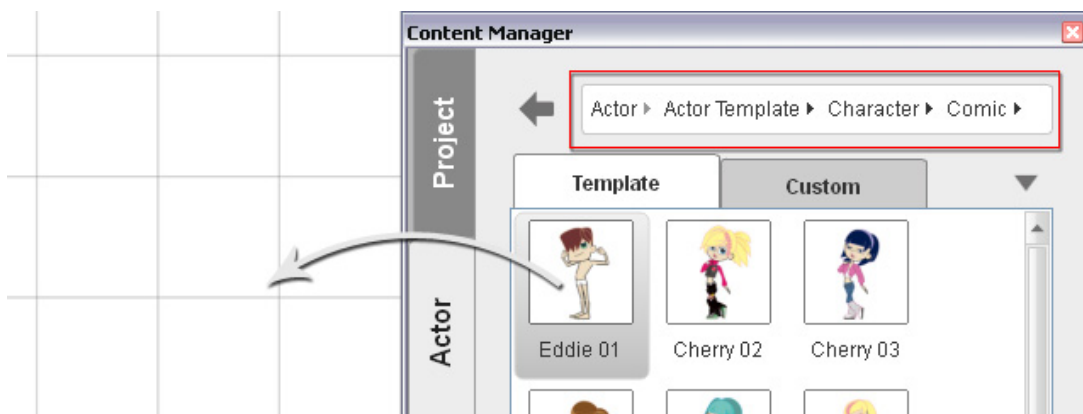 Content Manager
Project
Actor ▸ Actor Template ▸ Character ▸ Comic ▸
Template
Custom
Actor
Eddie 01
Cherry 02
Cherry 03